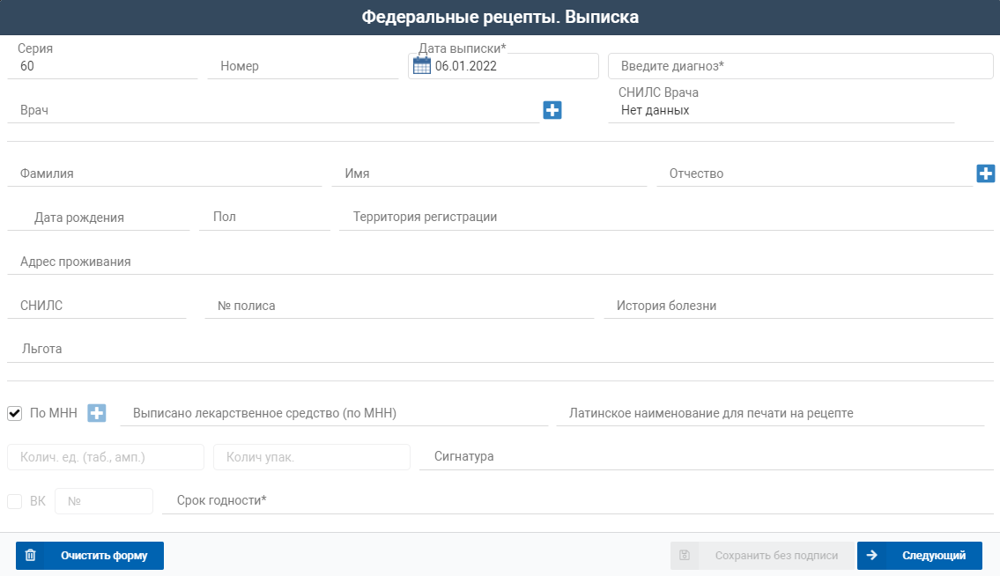 Федеральные рецепты. Выписка
Серия
60
Номер
Дата выписки*
06.01.2022
Введите диагноз*
Врач
СНИЛС Врача
Нет данных
Фамилия
Имя
Отчество
Дата рождения
Пол
Территория регистрации
Адрес проживания
СНИЛС
№ полиса
История болезни
Льгота
По МНН
Выписано лекарственное средство (по МНН)
Латинское наименование для печати на рецепте
Колич. ед. (таб., амп.)
Колич упак.
Сигнатура
ВК
№
Срок годности*
Очистить форму
Сохранить без подписи
Следующий